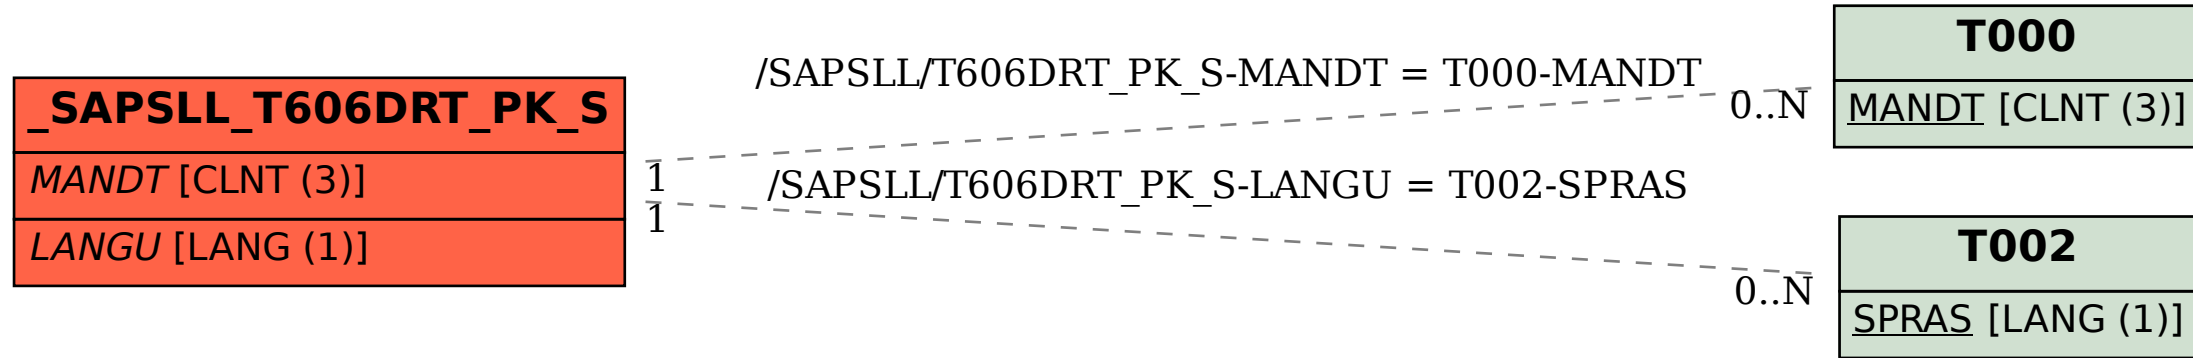 _SAPSLL_T606DRT_PK_S
MANDT [CLNT (3)]
LANGU [LANG (1)]
/SAPSLL/T606DRT_PK_S-MANDT = T000-MANDT
1
0..N
/SAPSLL/T606DRT_PK_S-LANGU = T002-SPRAS
1
0..N
T000
MANDT [CLNT (3)]
T002
SPRAS [LANG (1)]